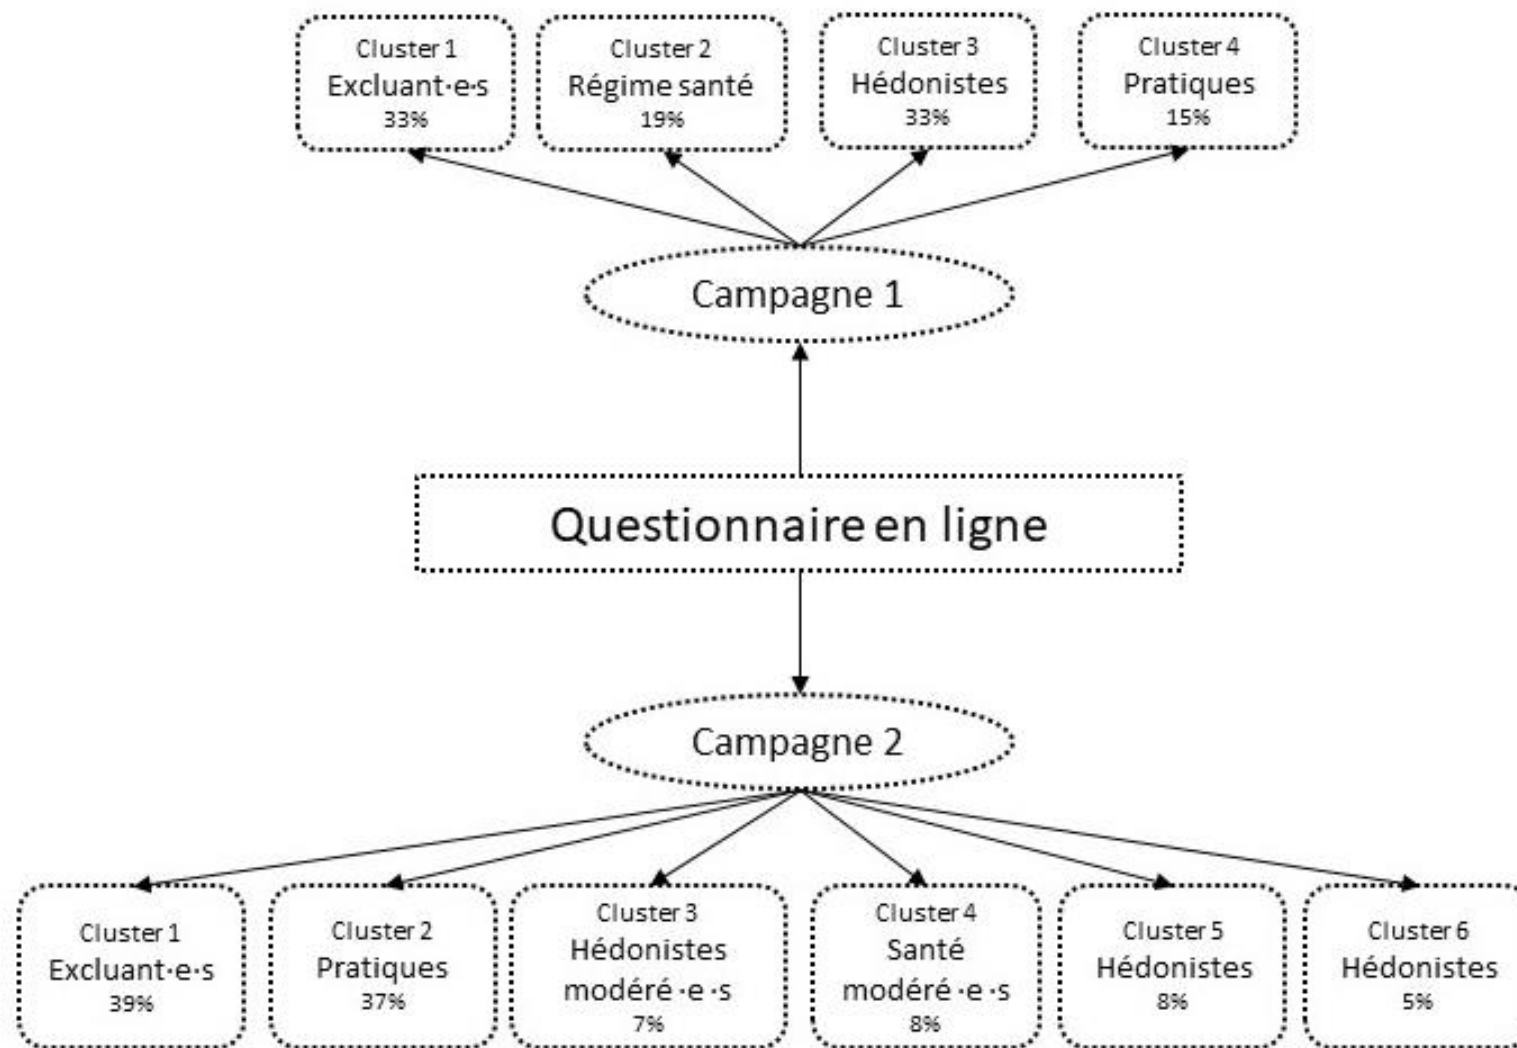 Cluster 1
Excluant·e·s
33%
Cluster 2
Régime santé
19%
Cluster 3
Hédonistes
33%
Cluster 4
Pratiques
15%
Campagne 1
Questionnaire en ligne
Campagne 2
Cluster 1
Excluant·e·s
39%
Cluster 2
Pratiques
37%
Cluster 3
Hédonistes
modéré ·e ·s
7%
Cluster 4
Santé
modéré ·e ·s
8%
Cluster 5
Hédonistes
8%
Cluster 6
Hédonistes
5%